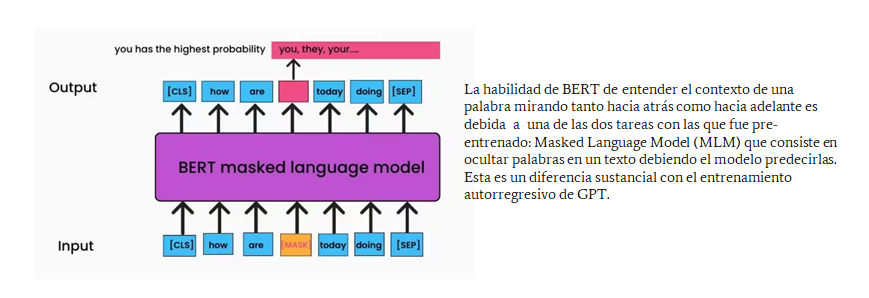 you has the highest probability you, they, your....
Output
[CLS] how are today doing [SEP]
BERT masked language model
Input
[CLS] how are [MASK] today doing [SEP]
La habilidad de BERT de entender el contexto de una
palabra mirando tanto hacia atrás como hacia adelante es
debida a una de las dos tareas con las que fue pre-
entrenado: Masked Language Model (MLM) que consiste en
ocultar palabras en un texto debiendo el modelo predecirlas.
Esta es un diferencia sustancial con el entrenamiento
autorregresivo de GPT.